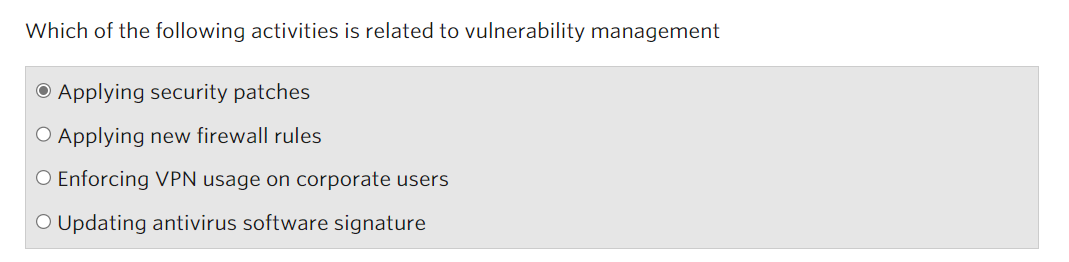 Which of the following activities is related to vulnerability management
Applying security patches
Applying new firewall rules
Enforcing VPN usage on corporate users
Updating antivirus software signature